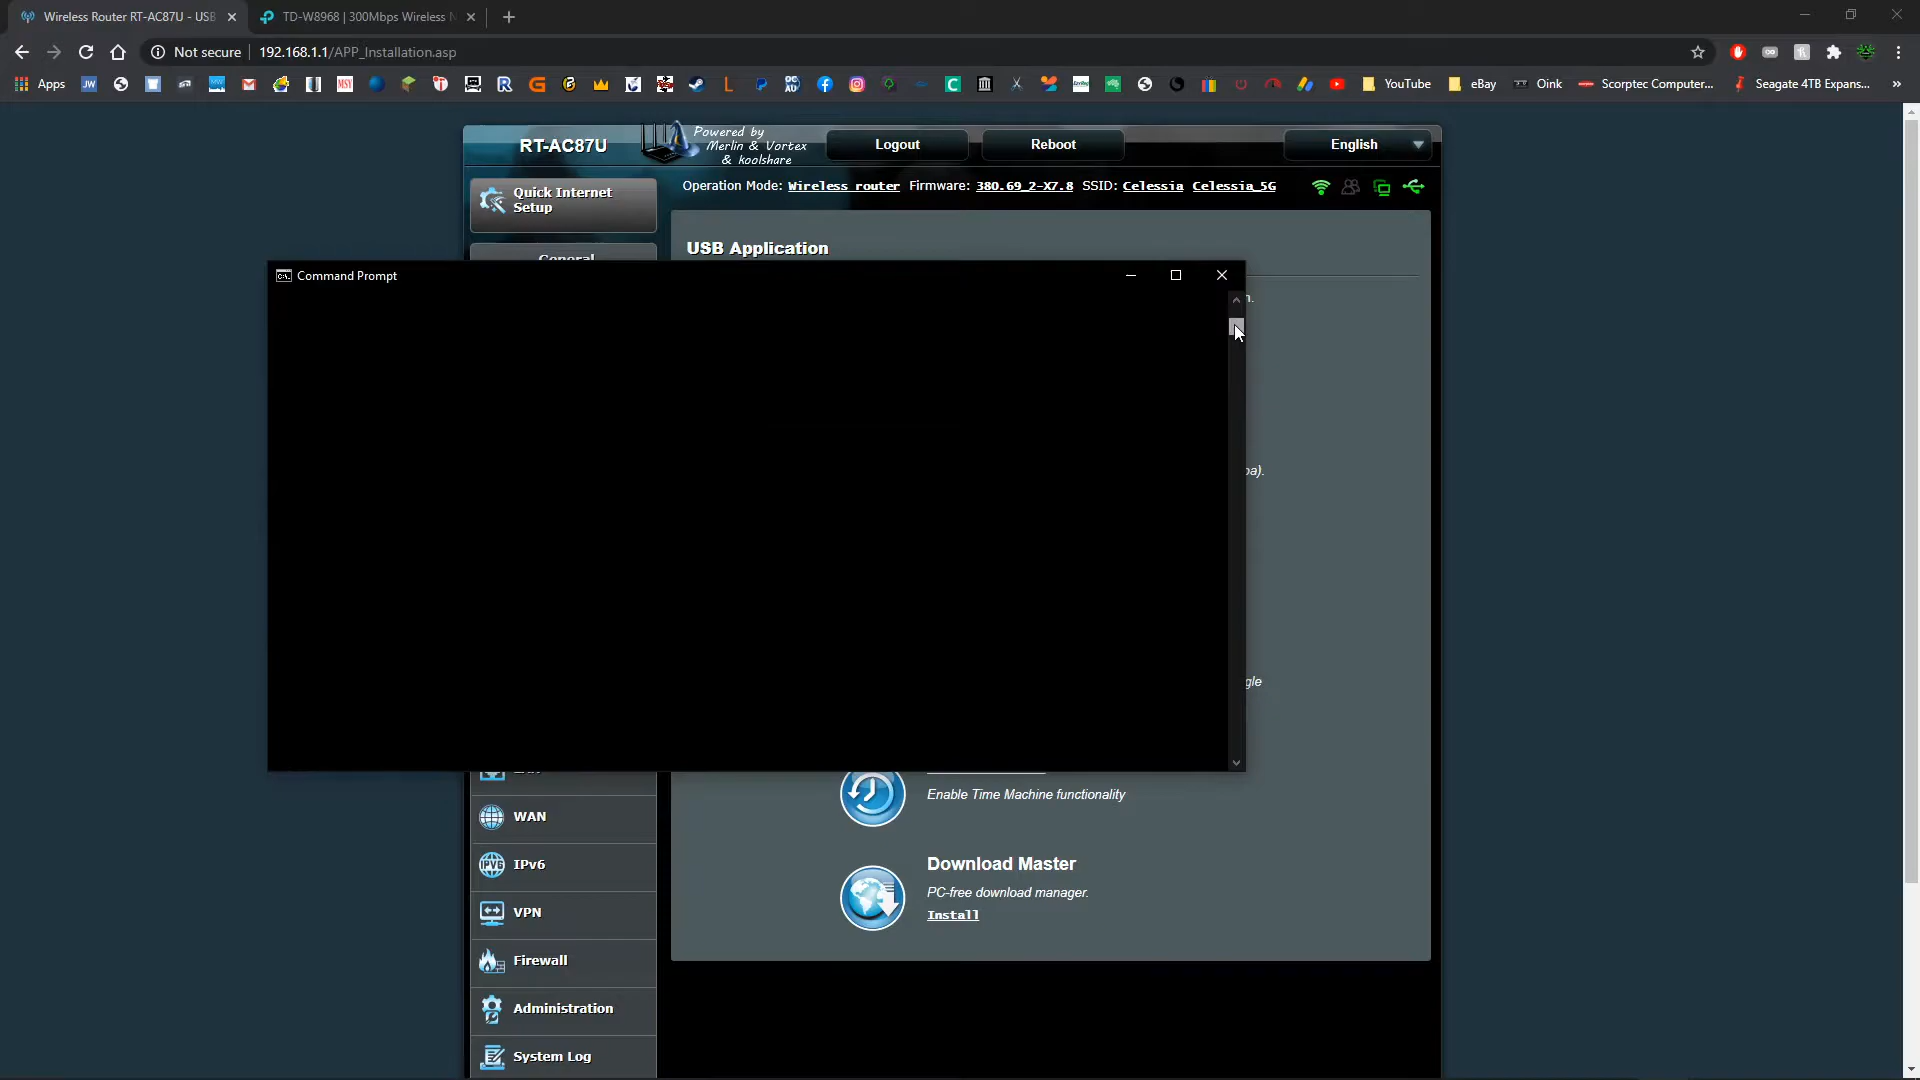 Wireless Router RT-AC87U - USB
TD-W8968 | 300Mbps Wireless N
Not secure
192.168.1.1/APP_Installation.asp
Apps
YouTube
eBay
Oink
Scorptec Computer...
Seagate 4TB Expans...
»
RT-AC87U
Powered by
Merlin & Vortex
& koolshare
Logout
Reboot
English
Quick Internet
Setup
Operation Mode: Wireless router Firmware: 380.69_2-X7.8 SSID: Celessia Celessia_5G
General
USB Application
Command Prompt
n.
pa).
gle
WAN
Enable Time Machine functionality
IPv6
Download Master
PC-free download manager.
Install
VPN
Firewall
Administration
System Log